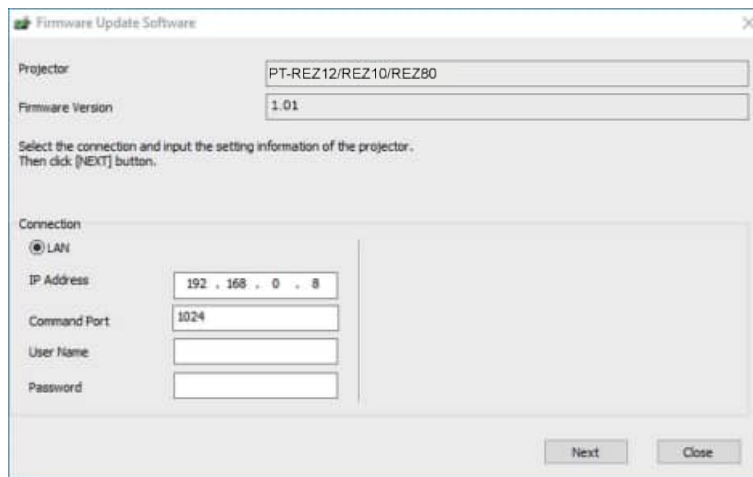 Firmware Update Software
Projector PT-REZ12/REZ10/REZ80
Firmware Version 1.01
Select the connection and input the setting information of the projector.
Then click [NEXT] button.
Connection
LAN
IP Address 192 . 168 . 0 . 8
Command Port 1024
User Name
Password
Next Close